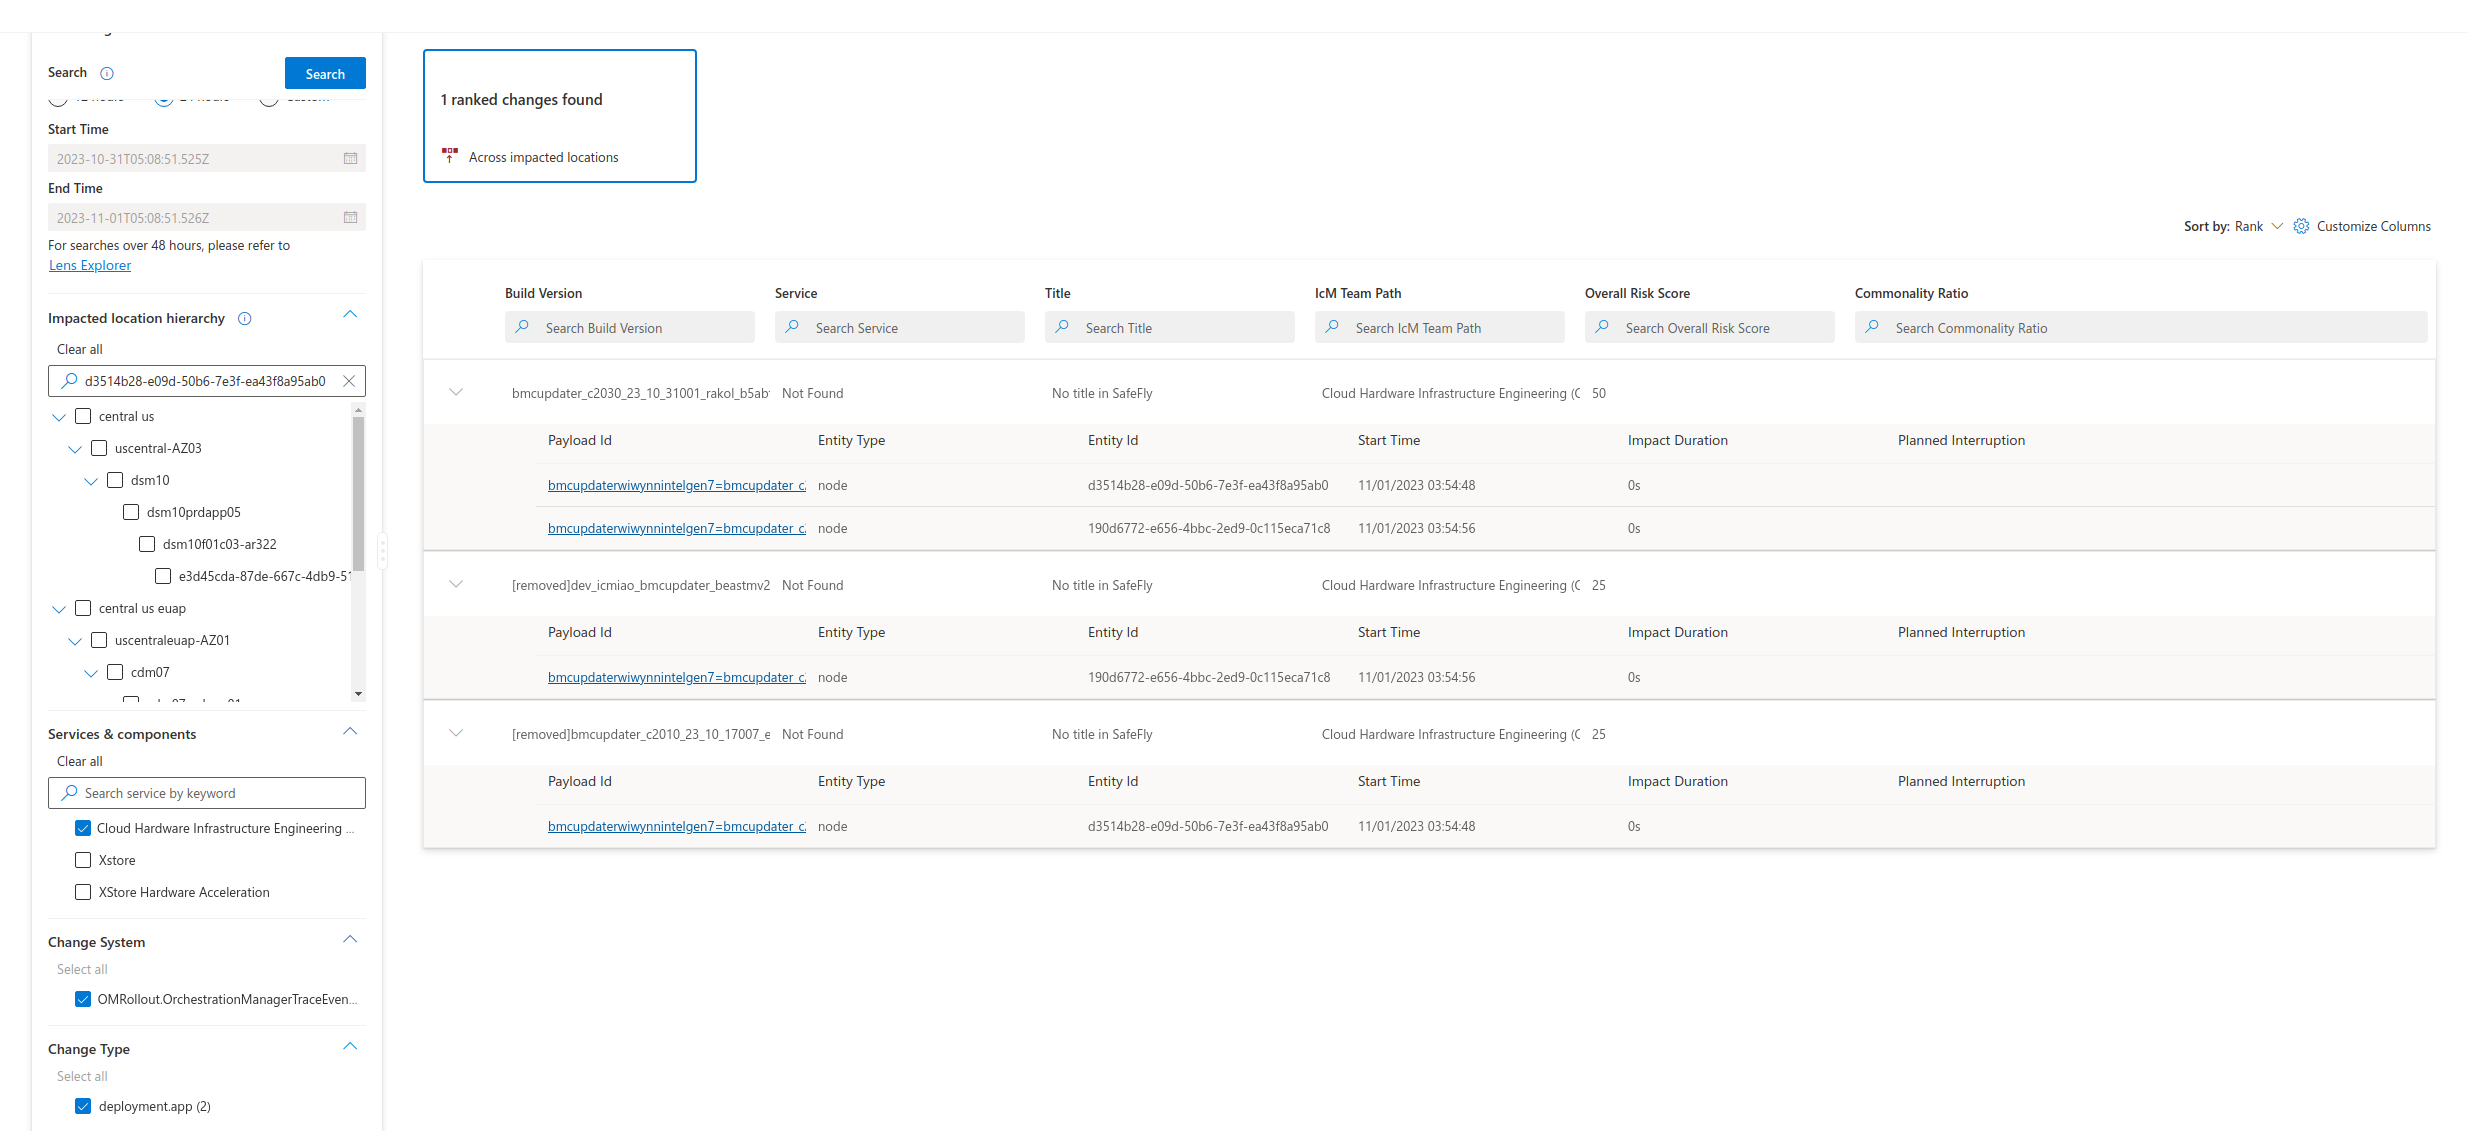 Search
Search
Start Time
2023-10-31T05:08:51.525Z
End Time
2023-11-01T05:08:51.526Z
For searches over 48 hours, please refer to
Lens Explorer
Impacted location hierarchy
Clear all
d3514b28-e09d-50b6-7e3f-ea43f8a95ab0
central us
uscentral-AZ03
dsm10
dsm10prdapp05
dsm10f01c03-ar322
e3d45cda-87de-667c-4db9-51
central us euap
uscentraleuap-AZ01
cdm07
Services & components
Clear all
Search service by keyword
Cloud Hardware Infrastructure Engineering ...
Xstore
XStore Hardware Acceleration
Change System
Select all
OMRollout.OrchestrationManagerTraceEven...
Change Type
Select all
deployment.app (2)
1 ranked changes found
Across impacted locations
Sort by: Rank Customize Columns
Build Version Service Title IcM Team Path Overall Risk Score Commonality Ratio
Search Build Version Search Service Search Title Search IcM Team Path Search Overall Risk Score Search Commonality Ratio
bmcupdater_c2030_23_10_31001_rakol_b5ab Not Found No title in SafeFly Cloud Hardware Infrastructure Engineering (C 50
Payload Id Entity Type Entity Id Start Time Impact Duration Planned Interruption
bmcupdaterwiwynnintelgen7=bmcupdater_c node d3514b28-e09d-50b6-7e3f-ea43f8a95ab0 11/01/2023 03:54:48 0s
bmcupdaterwiwynnintelgen7=bmcupdater_c node 190d6772-e656-4bbc-2ed9-0c115eca71c8 11/01/2023 03:54:56 0s
[removed]dev_icmiao_bmcupdater_beastmv2 Not Found No title in SafeFly Cloud Hardware Infrastructure Engineering (C 25
Payload Id Entity Type Entity Id Start Time Impact Duration Planned Interruption
bmcupdaterwiwynnintelgen7=bmcupdater_c node 190d6772-e656-4bbc-2ed9-0c115eca71c8 11/01/2023 03:54:56 0s
[removed]bmcupdater_c2010_23_10_17007_e Not Found No title in SafeFly Cloud Hardware Infrastructure Engineering (C 25
Payload Id Entity Type Entity Id Start Time Impact Duration Planned Interruption
bmcupdaterwiwynnintelgen7=bmcupdater_c node d3514b28-e09d-50b6-7e3f-ea43f8a95ab0 11/01/2023 03:54:48 0s